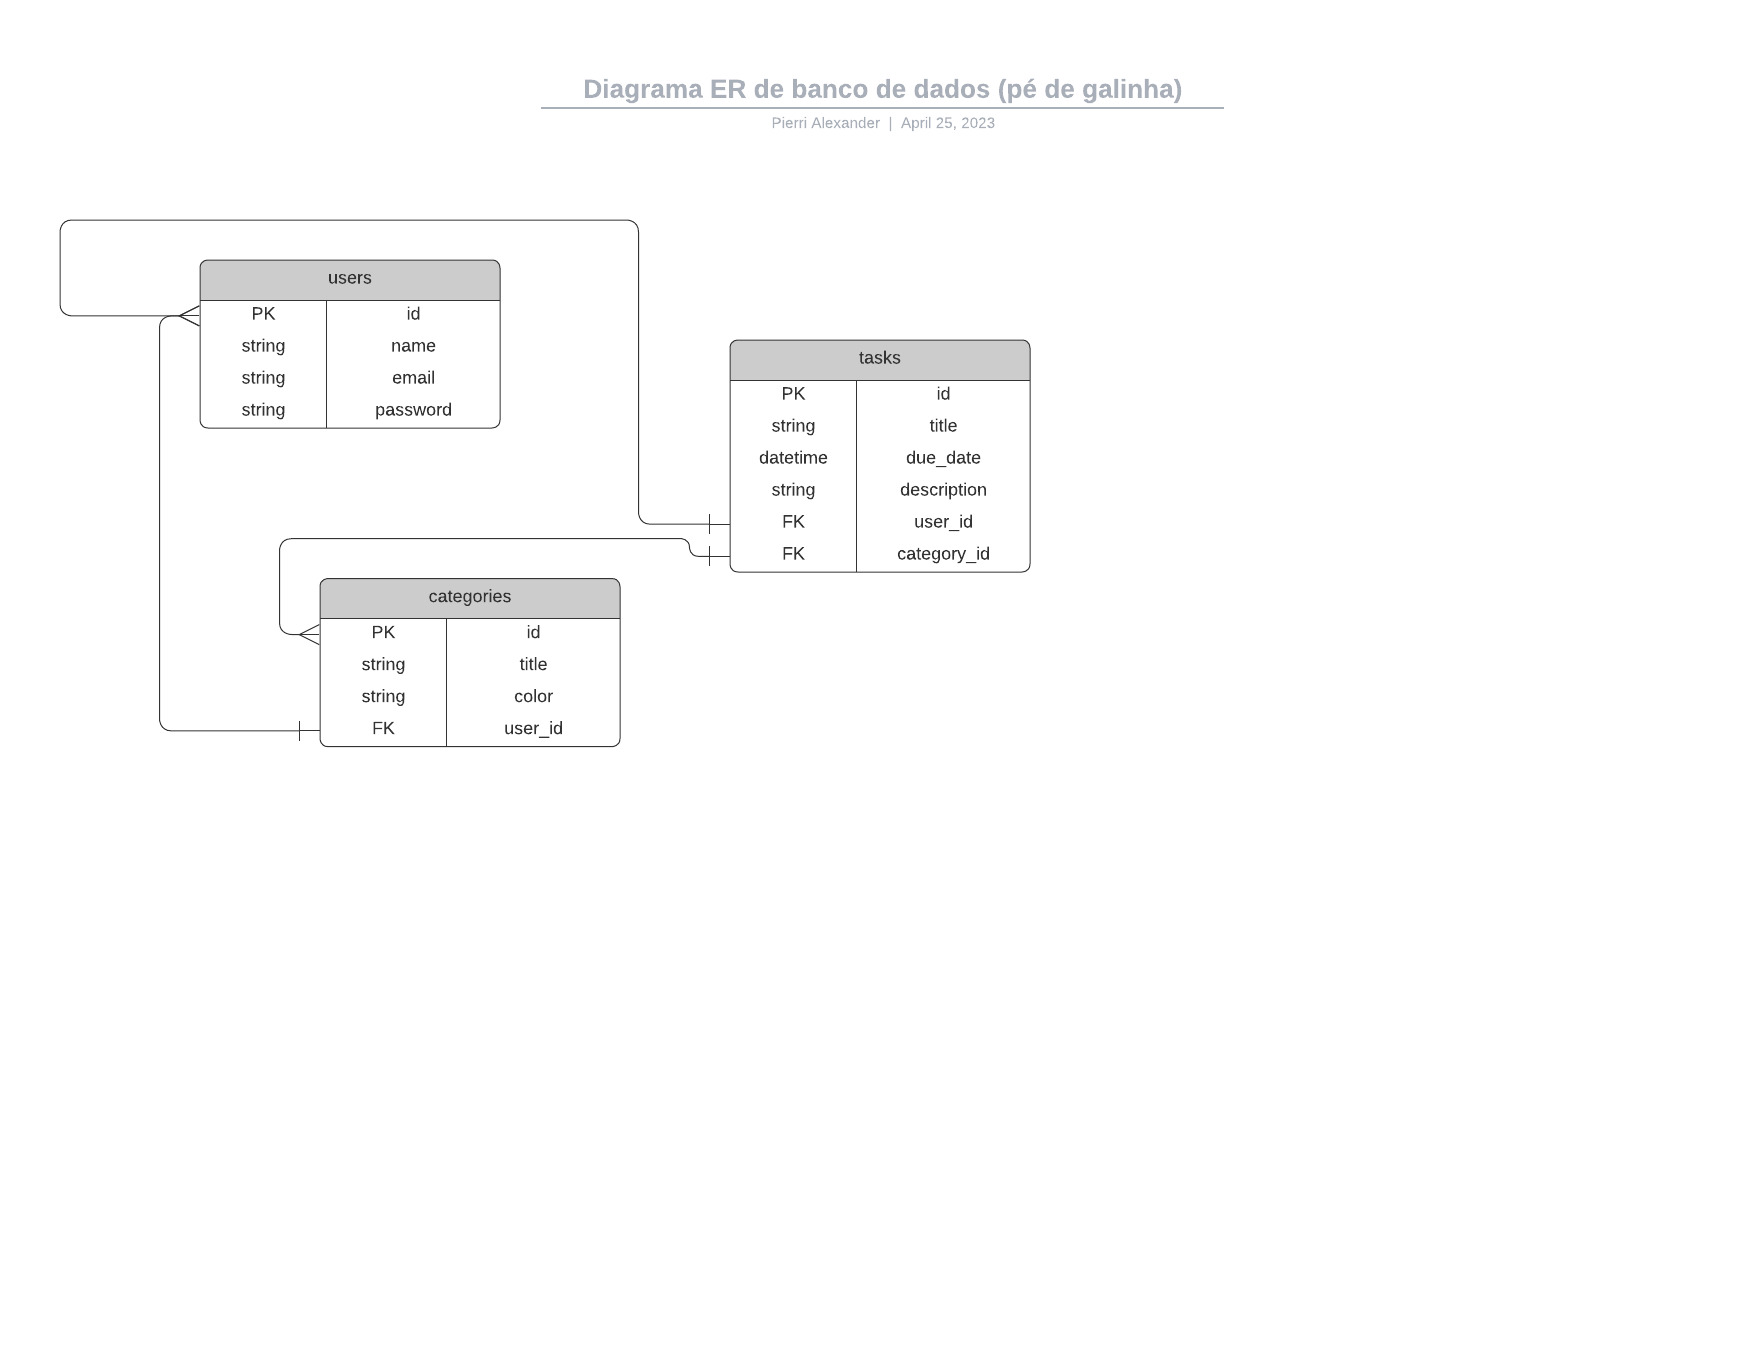 Diagrama ER de banco de dados (pé de galinha)
Pierri Alexander | April 25, 2023
users
PK id
string name
string email
string password
tasks
PK id
string title
datetime due_date
string description
FK user_id
FK category_id
categories
PK id
string title
string color
FK user_id